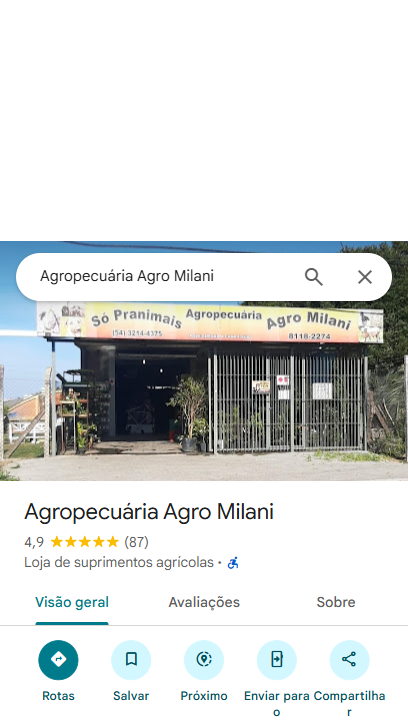 Agropecuária Agro Milani
Só Pranimais Agropecuária Agro Milani
(54) 3214-4375
8118-2274
Agropecuária Agro Milani
4,9 (87)
Loja de suprimentos agrícolas ·
Visão geral Avaliações Sobre
Rotas Salvar Próximo Enviar para o Compartilhar